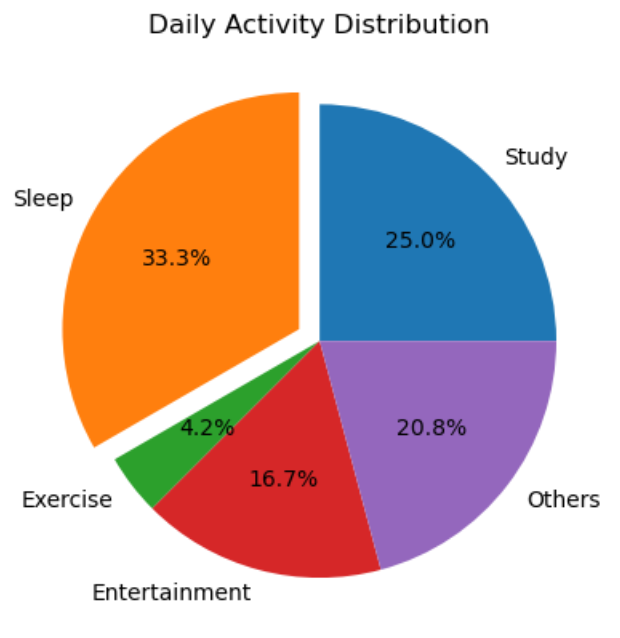 Daily Activity Distribution
Study
Sleep
25.0%
33.3%
4.2%
20.8%
16.7%
Exercise
Others
Entertainment